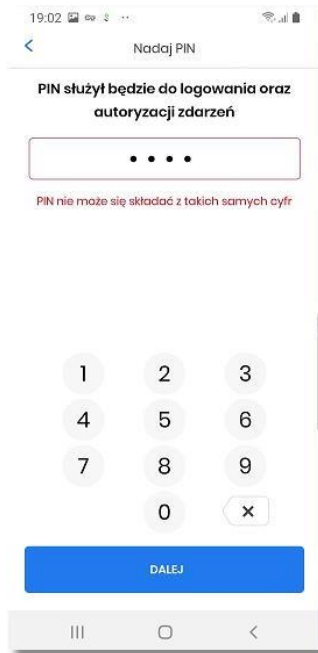 19:02
Nadaj PIN
PIN służył będzie do logowania oraz
autoryzacji zdarzeń
PIN nie może się składać z takich samych cyfr
1 2 3
4 5 6
7 8 9
0
DALEJ